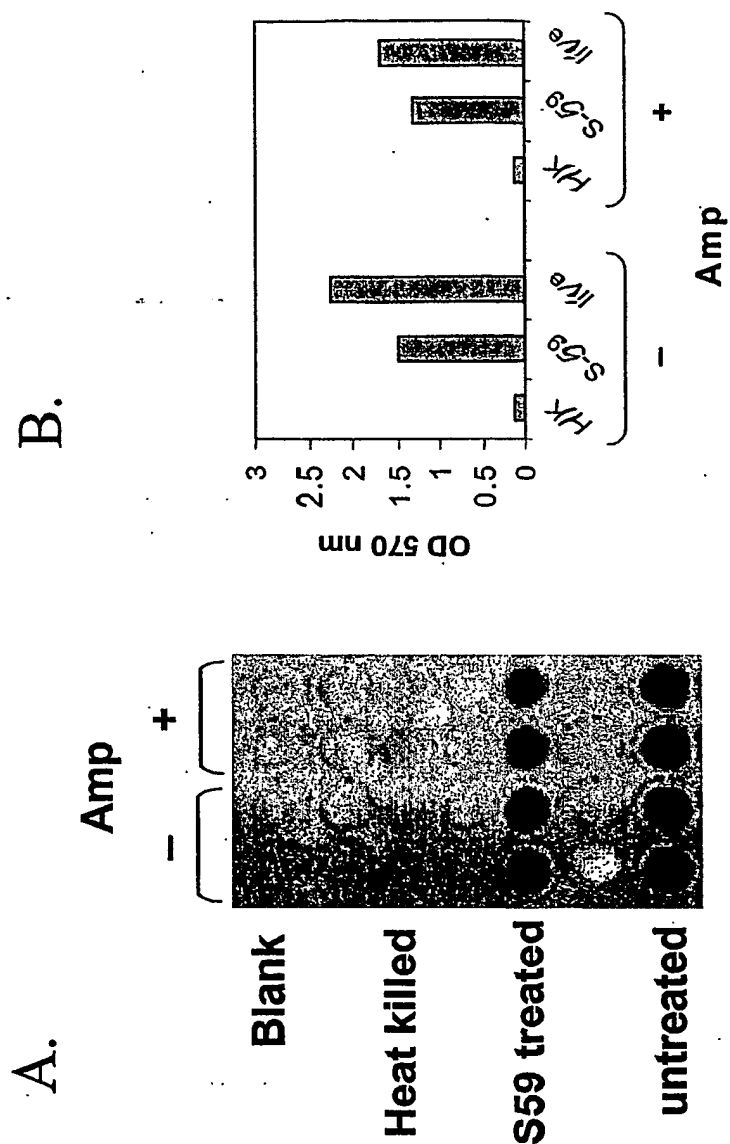 A.
Amp
− +
Blank
Heat killed
S59 treated
untreated
B.
OD 570 nm
3
2.5
2
1.5
1
0.5
0
HK S-59 live HK S-59 live
− +
Amp